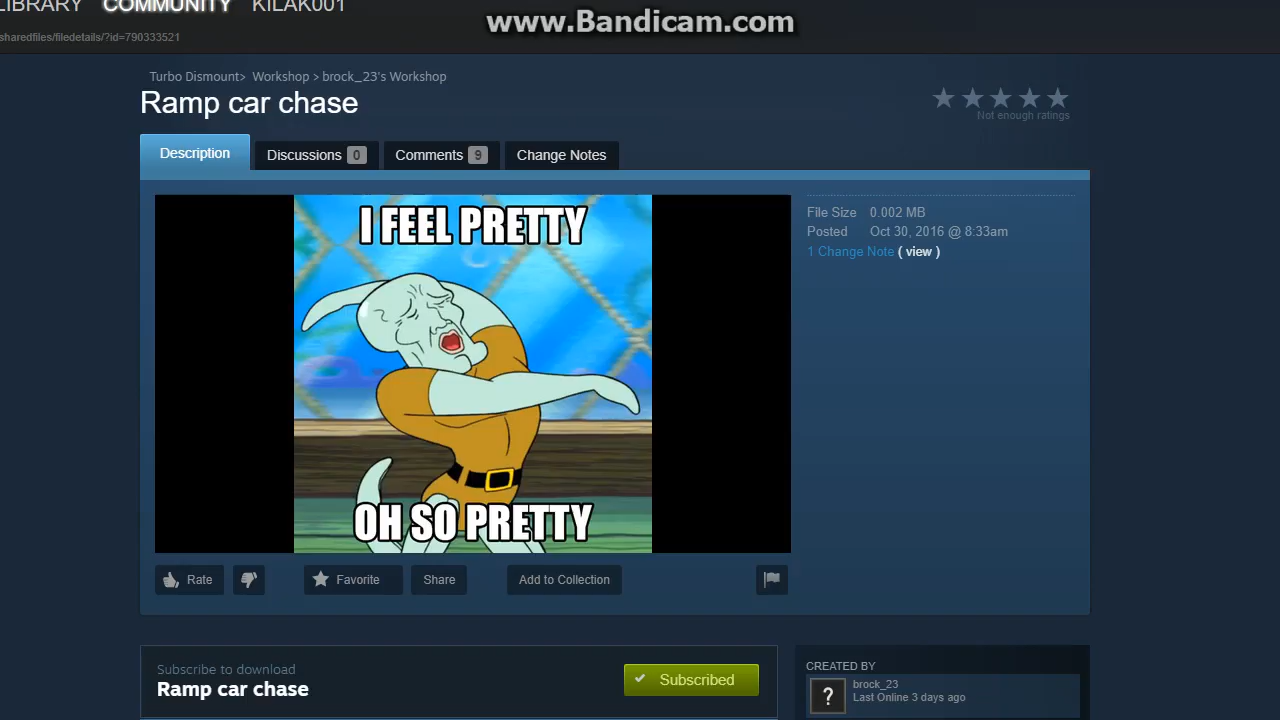 LIBRARY COMMUNITY KILAK001
www.Bandicam.com
sharedfiles/filedetails/?id=790333521
Turbo Dismount> Workshop > brock_23's Workshop
Ramp car chase
Not enough ratings
Description Discussions 0 Comments 9 Change Notes
I FEEL PRETTY
OH SO PRETTY
File Size 0.002 MB
Posted Oct 30, 2016 @ 8:33am
1 Change Note ( view )
Rate Favorite Share Add to Collection
Subscribe to download
Ramp car chase
Subscribed
CREATED BY
?
brock_23
Last Online 3 days ago